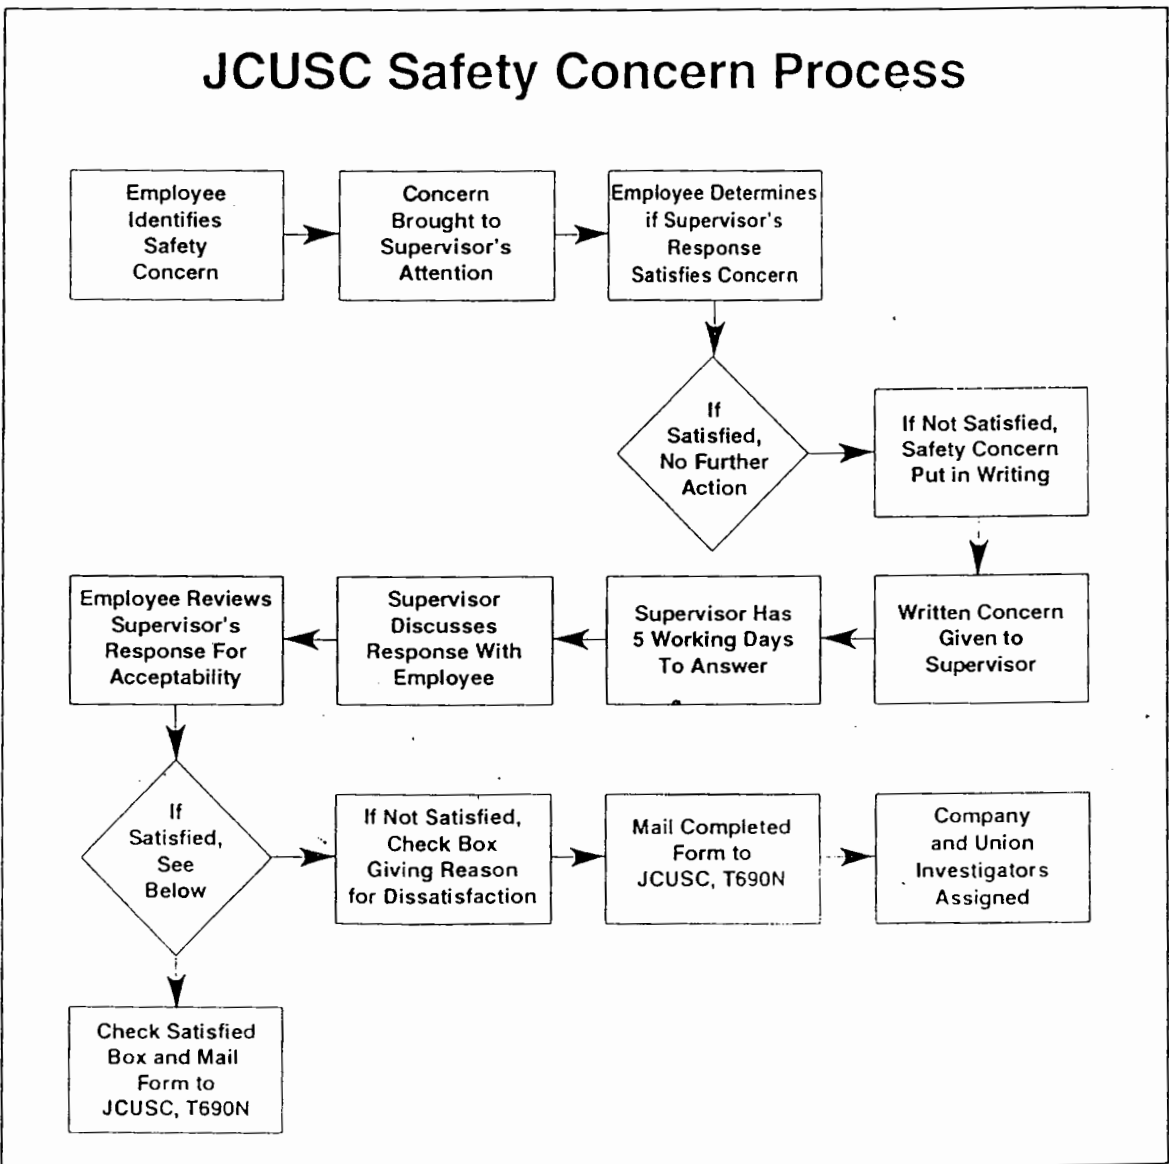 JCUSC Safety Concern Process
Employee
Identifies
Safety
Concern
Concern
Brought to
Supervisor's
Attention
Employee Determines
if Supervisor's
Response
Satisfies Concern
If
Satisfied,
No Further
Action
If Not Satisfied,
Safety Concern
Put in Writing
Written Concern
Given to
Supervisor
Supervisor Has
5 Working Days
To Answer
Supervisor
Discusses
Response With
Employee
Employee Reviews
Supervisor's
Response For
Acceptability
If
Satisfied,
See
Below
If Not Satisfied,
Check Box
Giving Reason
for Dissatisfaction
Mail Completed
Form to
JCUSC, T690N
Company
and Union
Investigators
Assigned
Check Satisfied
Box and Mail
Form to
JCUSC, T690N